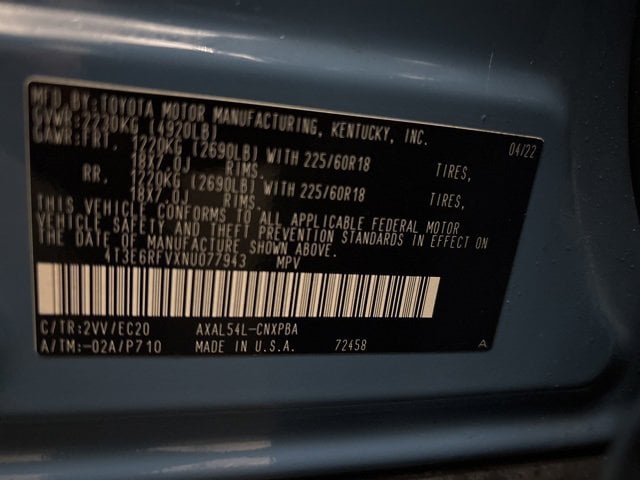 MFD.BY:TOYOTA MOTOR MANUFACTURING, KENTUCKY, INC.
GVWR:2230KG (4920LB) 04/22
GAWR:FRT. 1220KG (2690LB) WITH 225/60R18 TIRES,
18X7.0J RIMS.
RR. 1220KG (2690LB) WITH 225/60R18 TIRES,
18X7.0J RIMS.
THIS VEHICLE CONFORMS TO ALL APPLICABLE FEDERAL MOTOR
VEHICLE SAFETY AND THEFT PREVENTION STANDARDS IN EFFECT ON
THE DATE OF MANUFACTURE SHOWN ABOVE.
4T3E6RFVXNU077943 MPV
C/TR:2VV/EC20 AXAL54L-CNXPBA
A/TM:-02A/P710 MADE IN U.S.A. 72458 A